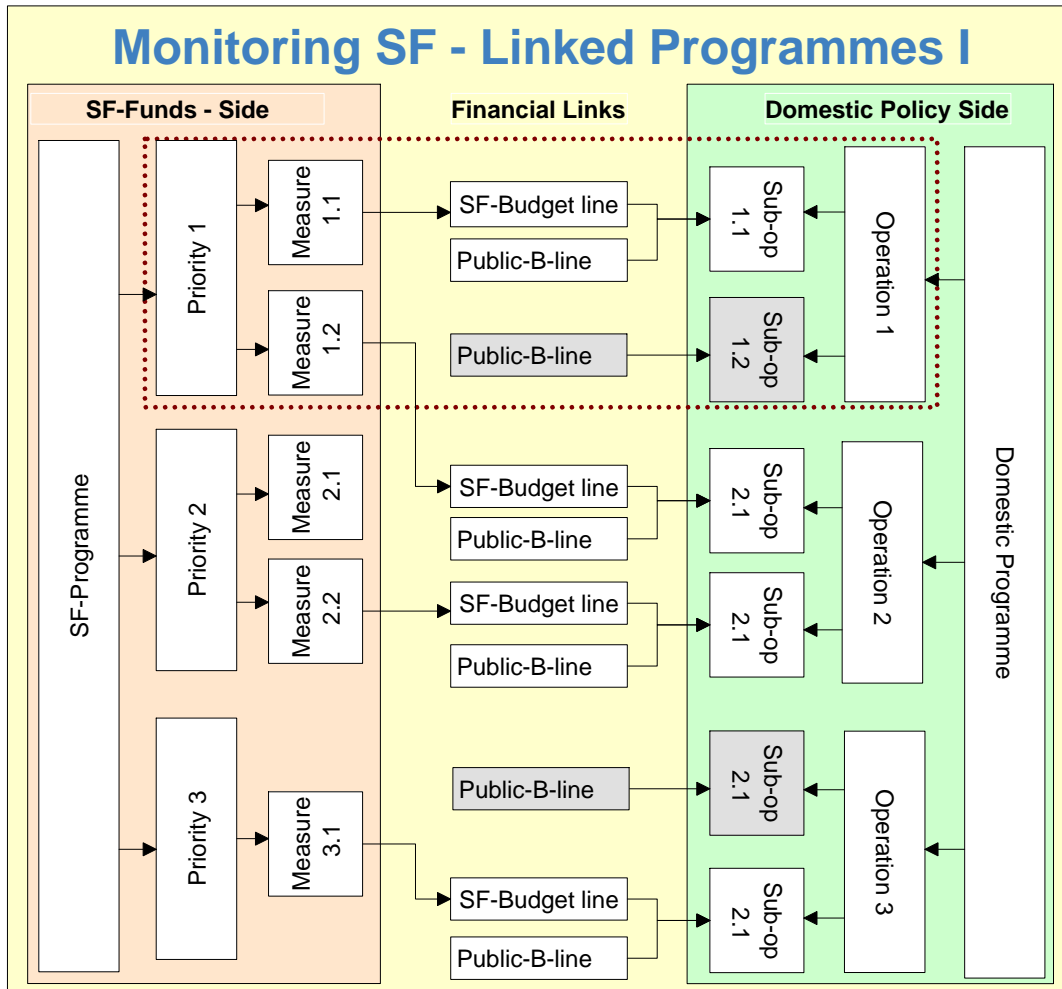 Monitoring SF - Linked Programmes I
SF-Funds - Side
Financial Links
Domestic Policy Side
SF-Programme
Priority 1
Measure
1.1
Measure
1.2
Priority 2
Measure
2.1
Measure
2.2
Priority 3
Measure
3.1
SF-Budget line
Public-B-line
Public-B-line
SF-Budget line
Public-B-line
SF-Budget line
Public-B-line
Public-B-line
SF-Budget line
Public-B-line
Sub-op
1.1
Sub-op
1.2
Sub-op
2.1
Sub-op
2.1
Sub-op
2.1
Sub-op
2.1
Operation 1
Operation 2
Operation 3
Domestic Programme